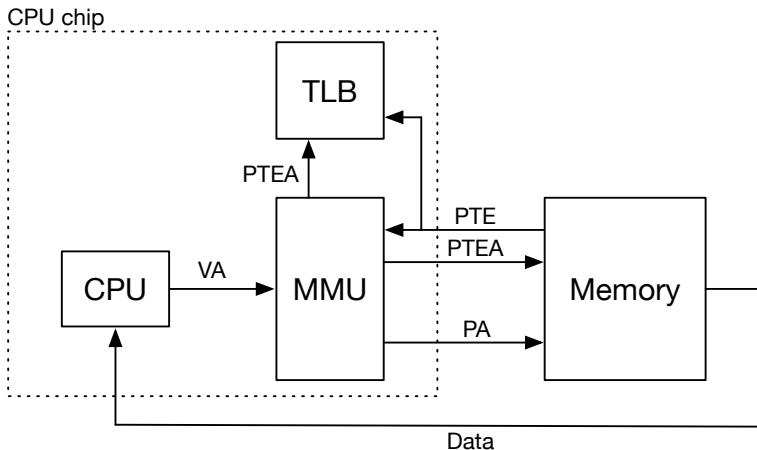 CPU chip
TLB
PTEA
PTE
PTEA
CPU
VA
MMU
Memory
PA
Data